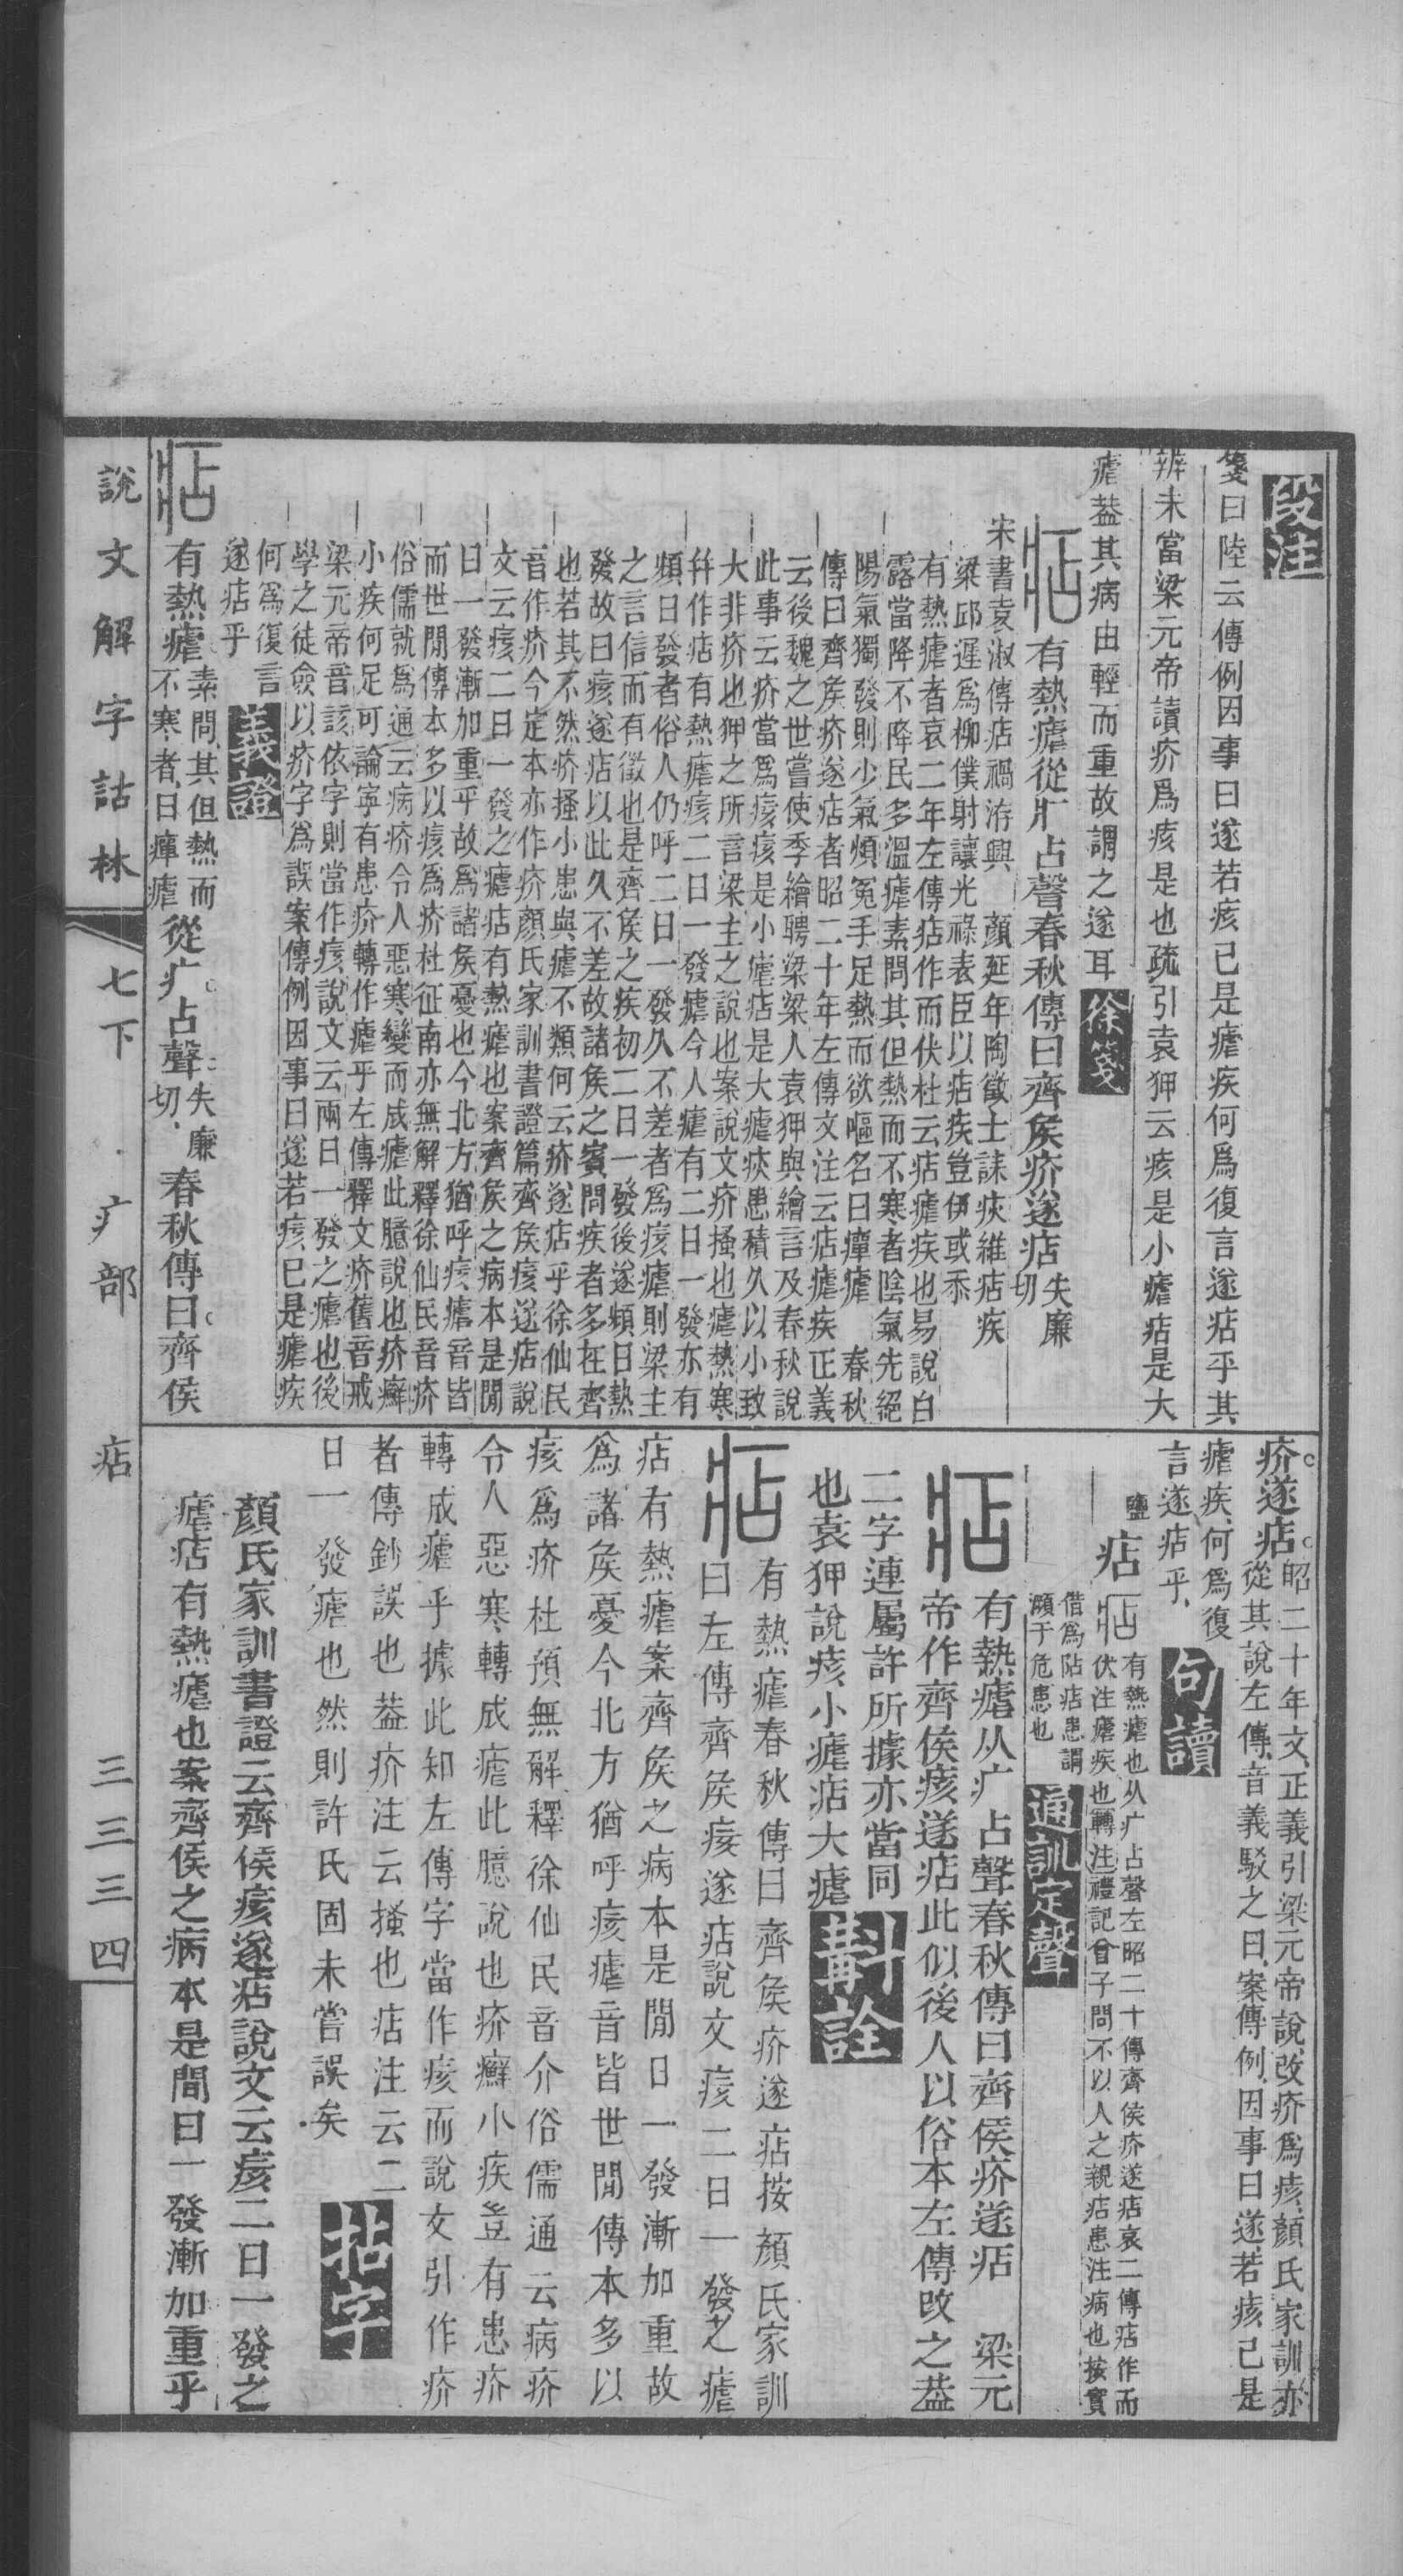 段注
箋曰陸云傳例因事曰遂若痎已是瘧疾何爲復言遂痁乎其
辨未當梁元帝讀疥爲痎是也疏引袁狎云痎是小瘧痁是大
瘧葢其病由輕而重故謂之遂耳徐箋
有熱瘧從疒占聲春秋傳曰齊矦疥遂痁失廉
切
宋書袁淑傳痁禍洊興　顏延年陶徵士誄疢維痁疾
梁邱遲爲柳僕射讓光祿表臣以痁疾豈伊或忝
有熱瘧者哀二年左傳痁作而伏杜云痁瘧疾也易說白
露當降不降民多溫瘧素問其但熱而不寒者陰氣先絕
陽氣獨發則少氣煩冤手足熱而欲嘔名曰癉瘧　春秋
傳曰齊矦疥遂痁者昭二十年左傳文注云痁瘧疾正義
云後魏之世嘗使季繪聘梁梁人袁狎與繪言及春秋說
此事云疥當爲痎痎是小瘧痁是大瘧疢患積久以小致
大非疥也狎之所言梁主之說也案說文疥搔也瘧熱寒
幷作痁有熱瘧痎二日一發瘧今人瘧有二日一發亦有
頻日發者俗人仍呼二日一發久不差者爲痎瘧則梁主
之言信而有徵也是齊矦之疾初二日一發後遂頻日熱
發故曰痎遂痁以此久不差故諸矦之賓問疾者多在齊
也若其不然疥搔小患與瘧不類何云疥遂痁乎徐仙民
音作疥今定本亦作疥顏氏家訓書證篇齊矦痎遂痁說
文云痎二日一發之瘧痁有熱瘧也案齊矦之病本是閒
日一發漸加重乎故爲諸矦憂也今北方猶呼痎瘧音皆
而世閒傳本多以痎爲疥杜征南亦無解釋徐仙民音疥
俗儒就爲通云病疥令人惡寒變而成瘧此臆說也疥癬
小疾何足可論寧有患疥轉作瘧乎左傳釋文疥舊音戒
梁元帝音該依字則當作痎說文云兩日一發之瘧也後
學之徒僉以疥字爲誤案傳例因事曰遂若痎已是瘧疾
何爲復言
遂痁乎　義證
有熱瘧素問其但熱而
不寒者曰癉瘧從疒占聲失廉
切春秋傳曰齊侯
說文解字詁林　七下　疒部　痁　三三三四
疥遂痁昭二十年文正義引梁元帝說改疥爲痎顏氏家訓亦
從其說左傳音義駁之曰案傳例因事曰遂若痎已是
瘧疾何爲復
言遂痁乎句讀
鹽
痁
有熱瘧也从疒占聲左昭二十傳齊侯疥遂痁哀二傳痁作而
伏注瘧疾也轉注禮記曾子問不以人之親痁患注病也按實
借爲阽痁患謂
瀕于危患也通訓定聲
有熱瘧从疒占聲春秋傳曰齊侯疥遂痁　梁元
帝作齊侯痎遂痁此似後人以俗本左傳改之葢
二字連屬許所據亦當同
也袁狎說痎小瘧痁大瘧斠詮
有熱瘧春秋傳曰齊矦疥遂痁按顏氏家訓
曰左傳齊矦痎遂痁說文痎二日一發之瘧
痁有熱瘧案齊矦之病本是閒日一發漸加重故
爲諸矦憂今北方猶呼痎瘧音皆世閒傳本多以
痎爲疥杜預無解釋徐仙民音介俗儒通云病疥
令人惡寒轉成瘧此臆說也疥癬小疾豈有患疥
轉成瘧乎據此知左傳字當作痎而說文引作疥
者傳鈔誤也葢疥注云搔也痁注云二
日一發瘧也然則許氏固未嘗誤矣
拈字
顏氏家訓書證云齊侯痎遂痁說文云痎二日一發之
瘧痁有熱瘧也案齊侯之病本是間日一發漸加重乎